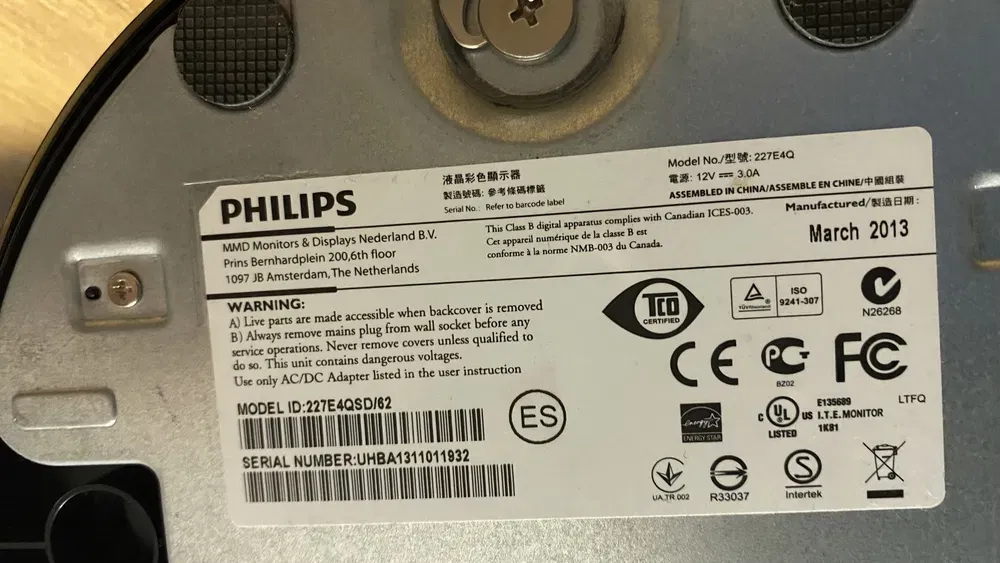 PHILIPS
液晶彩色顯示器
製造號碼: 參考條碼標籤
Serial No.: Refer to barcode label
Model No./型號: 227E4Q
電源: 12V ⎓ 3.0A
ASSEMBLED IN CHINA/ASSEMBLE EN CHINE/中國組裝
MMD Monitors & Displays Nederland B.V.
Prins Bernhardplein 200,6th floor
1097 JB Amsterdam, The Netherlands
This Class B digital apparatus complies with Canadian ICES-003.
Cet appareil numérique de la classe B est
conforme à la norme NMB-003 du Canada.
Manufactured/製造日期:
March 2013
WARNING:
A) Live parts are made accessible when backcover is removed
B) Always remove mains plug from wall socket before any
service operations. Never remove covers unless qualified to
do so. This unit contains dangerous voltages.
Use only AC/DC Adapter listed in the user instruction
TCO
CERTIFIED
TÜVRheinland
ISO
9241-307
N26268
CE
PC
BZ02
FCC
MODEL ID:227E4QSD/62
SERIAL NUMBER:UHBA1311011932
ES
energy
ENERGY STAR
C UL US
LISTED
E135689
I.T.E.MONITOR
1K81
LTFQ
UA.TR.002
R33037
S
Intertek